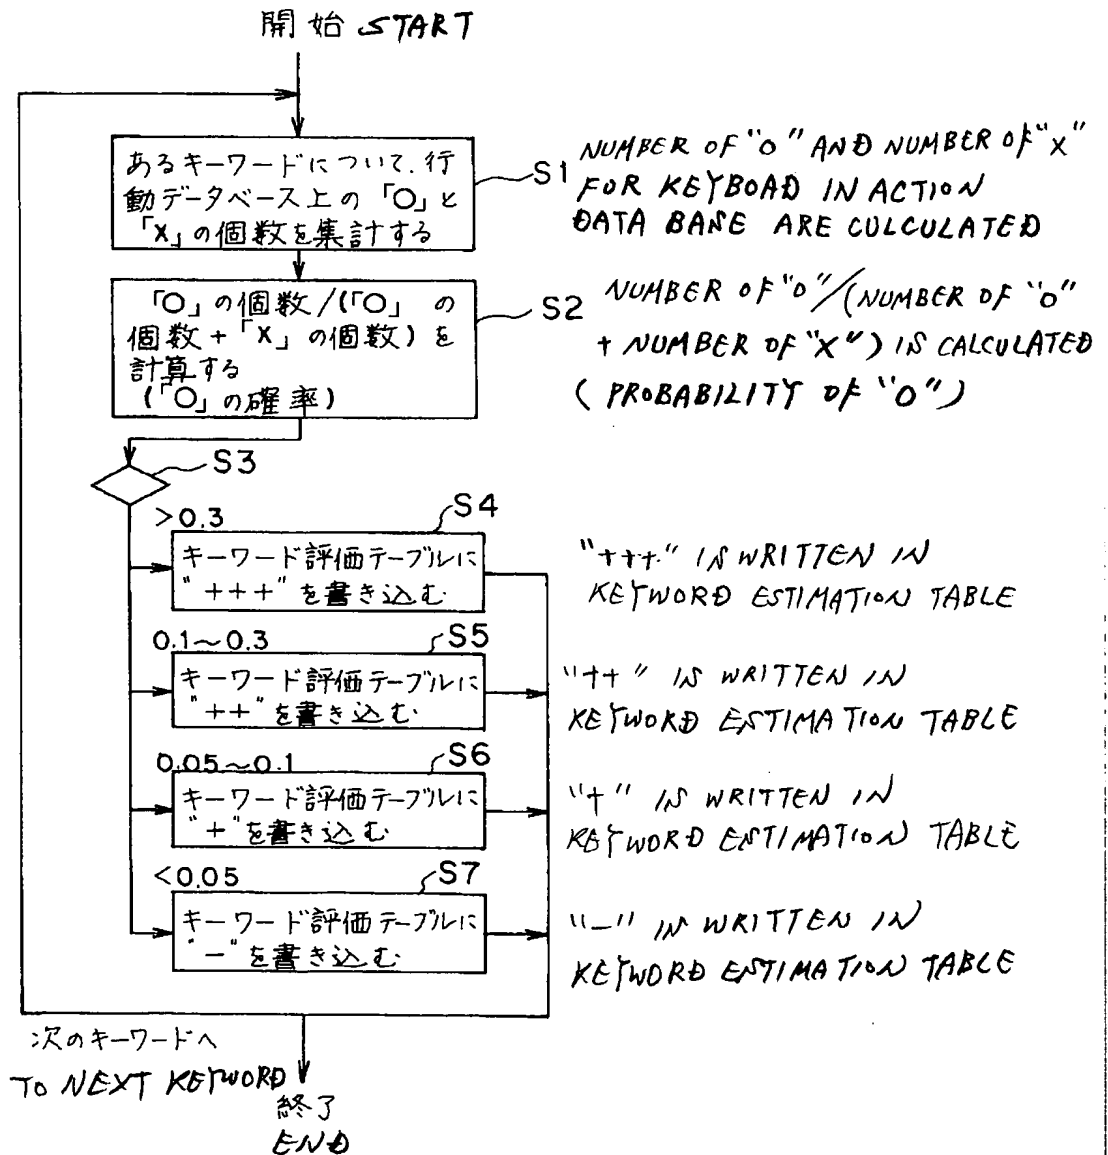 開始 START
あるキーワードについて、行
動データベース上の「O」と
「X」の個数を集計する
S1
NUMBER OF "O" AND NUMBER OF "X"
FOR KEYBOAD IN ACTION
DATA BASE ARE CULCULATED
「O」の個数/(「O」の
個数+「X」の個数)を
計算する
(「O」の確率)
S2
NUMBER OF "O"/(NUMBER OF "O"
+ NUMBER OF "X") IS CALCULATED
(PROBABILITY OF "O")
S3
>0.3
S4
キーワード評価テーブルに
"+++"を書き込む
"+++" IS WRITTEN IN
KEYWORD ESTIMATION TABLE
0.1~0.3
S5
キーワード評価テーブルに
"++"を書き込む
"++" IS WRITTEN IN
KEYWORD ESTIMATION TABLE
0.05~0.1
S6
キーワード評価テーブルに
"+"を書き込む
"+" IS WRITTEN IN
KEYWORD ESTIMATION TABLE
<0.05
S7
キーワード評価テーブルに
"-"を書き込む
"-" IS WRITTEN IN
KEYWORD ESTIMATION TABLE
次のキーワードへ
TO NEXT KEYWORD
終了
END